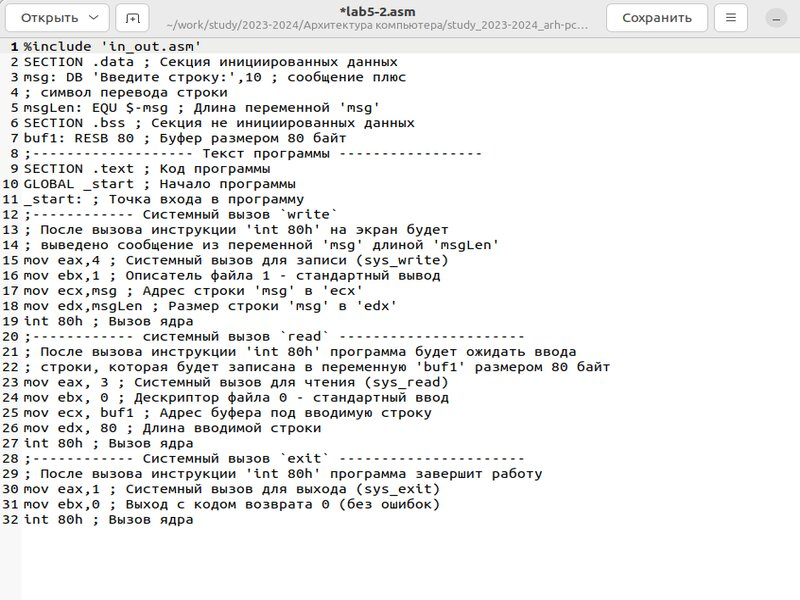 Открыть
*lab5-2.asm
~/work/study/2023-2024/Архитектура компьютера/study_2023-2024_arh-pc...
Сохранить
1 %include 'in_out.asm'
2 SECTION .data ; Секция инициированных данных
3 msg: DB 'Введите строку:',10 ; сообщение плюс
4 ; символ перевода строки
5 msgLen: EQU $-msg ; Длина переменной 'msg'
6 SECTION .bss ; Секция не инициированных данных
7 buf1: RESB 80 ; Буфер размером 80 байт
8 ;------------------- Текст программы -----------------
9 SECTION .text ; Код программы
10 GLOBAL _start ; Начало программы
11 _start: ; Точка входа в программу
12 ;------------ Системный вызов `write`
13 ; После вызова инструкции 'int 80h' на экран будет
14 ; выведено сообщение из переменной 'msg' длиной 'msgLen'
15 mov eax,4 ; Системный вызов для записи (sys_write)
16 mov ebx,1 ; Описатель файла 1 - стандартный вывод
17 mov ecx,msg ; Адрес строки 'msg' в 'ecx'
18 mov edx,msgLen ; Размер строки 'msg' в 'edx'
19 int 80h ; Вызов ядра
20 ;------------ системный вызов `read` ----------------------
21 ; После вызова инструкции 'int 80h' программа будет ожидать ввода
22 ; строки, которая будет записана в переменную 'buf1' размером 80 байт
23 mov eax, 3 ; Системный вызов для чтения (sys_read)
24 mov ebx, 0 ; Дескриптор файла 0 - стандартный ввод
25 mov ecx, buf1 ; Адрес буфера под вводимую строку
26 mov edx, 80 ; Длина вводимой строки
27 int 80h ; Вызов ядра
28 ;------------ Системный вызов `exit` ----------------------
29 ; После вызова инструкции 'int 80h' программа завершит работу
30 mov eax,1 ; Системный вызов для выхода (sys_exit)
31 mov ebx,0 ; Выход с кодом возврата 0 (без ошибок)
32 int 80h ; Вызов ядра